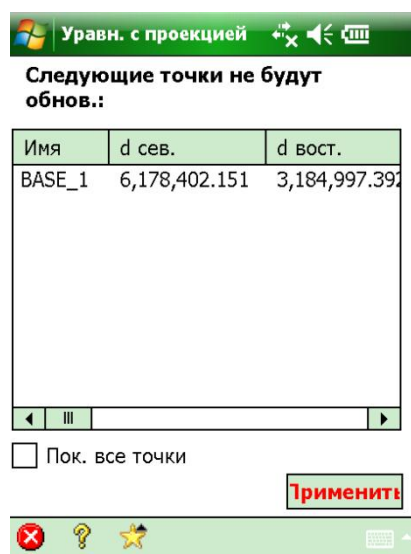 Уравн. с проекцией
Следующие точки не будут
обнов.:
Имя d сев. d вост.
BASE_1 6,178,402.151 3,184,997.392
Пок. все точки
Применить